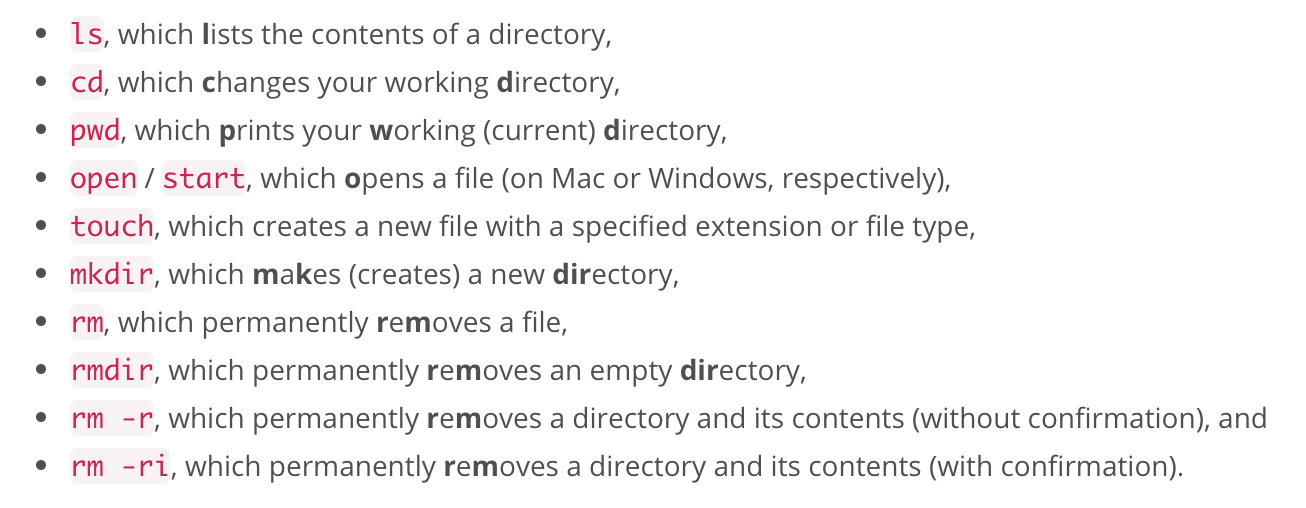 ls, which lists the contents of a directory,
cd, which changes your working directory,
pwd, which prints your working (current) directory,
open / start, which opens a file (on Mac or Windows, respectively),
touch, which creates a new file with a specified extension or file type,
mkdir, which makes (creates) a new directory,
rm, which permanently removes a file,
rmdir, which permanently removes an empty directory,
rm -r, which permanently removes a directory and its contents (without confirmation), and
rm -ri, which permanently removes a directory and its contents (with confirmation).